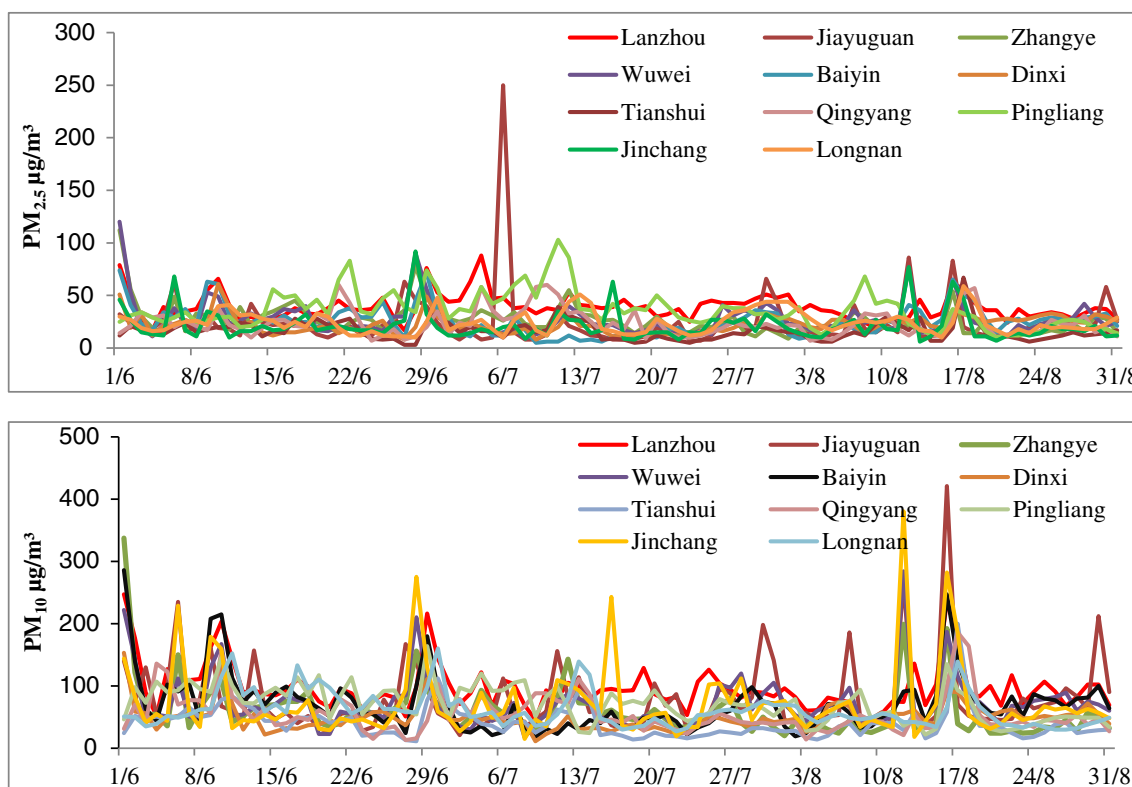 300
250
200
150
100
50
0
PM2.5 µg/m³
Lanzhou Jiayuguan Zhangye
Wuwei Baiyin Dinxi
Tianshui Qingyang Pingliang
Jinchang Longnan
1/6 8/6 15/6 22/6 29/6 6/7 13/7 20/7 27/7 3/8 10/8 17/8 24/8 31/8
500
400
300
200
100
0
PM10 µg/m³
Lanzhou Jiayuguan Zhangye
Wuwei Baiyin Dinxi
Tianshui Qingyang Pingliang
Jinchang Longnan
1/6 8/6 15/6 22/6 29/6 6/7 13/7 20/7 27/7 3/8 10/8 17/8 24/8 31/8